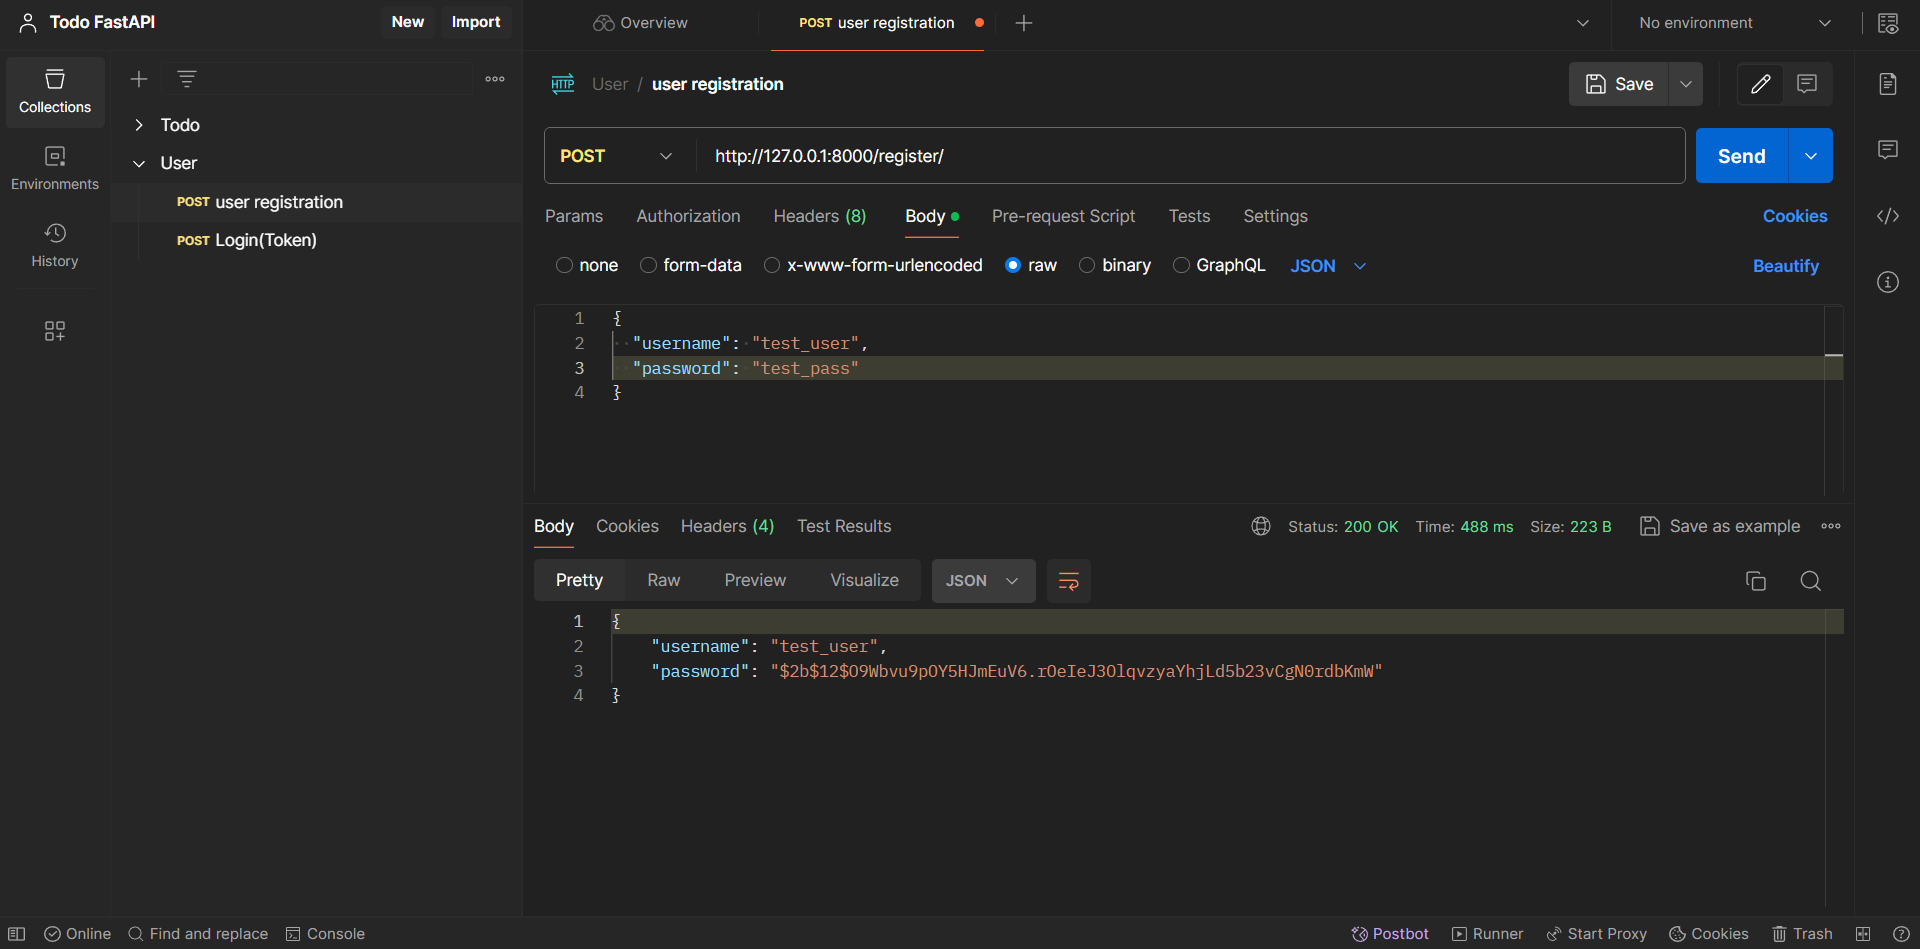 Todo FastAPI
New
Import
Overview
POST user registration
No environment
Collections
Environments
History
Todo
User
POST user registration
POST Login(Token)
HTTP User / user registration
Save
POST http://127.0.0.1:8000/register/
Send
Params Authorization Headers (8) Body Pre-request Script Tests Settings Cookies
none form-data x-www-form-urlencoded raw binary GraphQL JSON Beautify
1 {
2 "username": "test_user",
3 "password": "test_pass"
4 }
Body Cookies Headers (4) Test Results Status: 200 OK Time: 488 ms Size: 223 B Save as example
Pretty Raw Preview Visualize JSON
1 {
2 "username": "test_user",
3 "password": "$2b$12$O9Wbvu9pOY5HJmEuV6.rOeIeJ3OlqvzyaYhjLd5b23vCgN0rdbKmW"
4 }
Online Find and replace Console Postbot Runner Start Proxy Cookies Trash